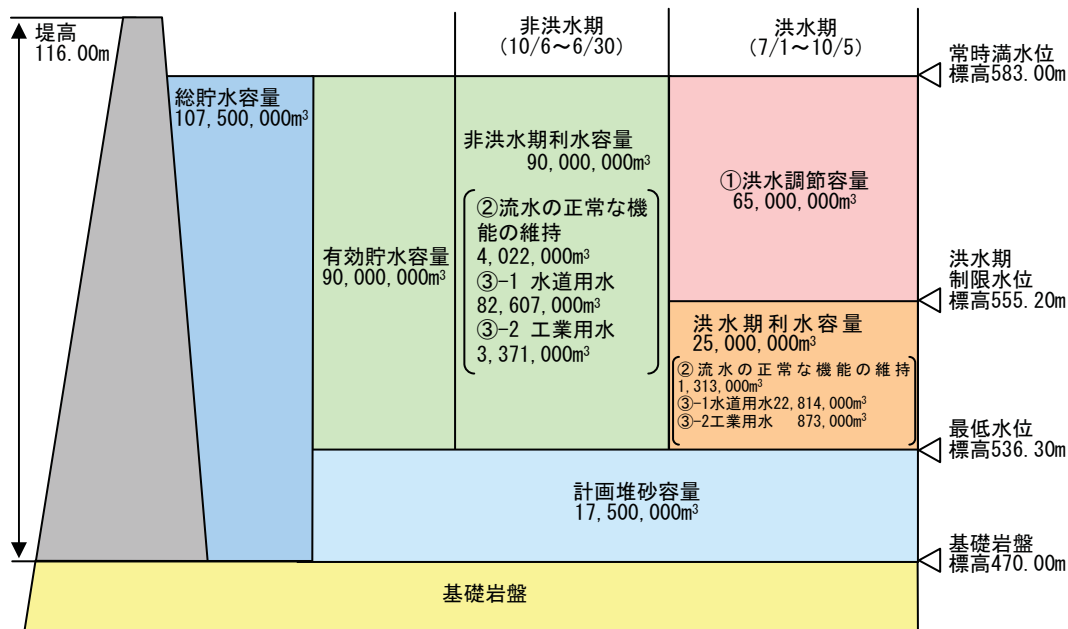 堤高
116.00m
非洪水期
(10/6～6/30)
洪水期
(7/1～10/5)
常時満水位
標高583.00m
総貯水容量
107,500,000m³
有効貯水容量
90,000,000m³
非洪水期利水容量
90,000,000m³
②流水の正常な機
能の維持
4,022,000m³
③-1 水道用水
82,607,000m³
③-2 工業用水
3,371,000m³
①洪水調節容量
65,000,000m³
洪水期
制限水位
標高555.20m
洪水期利水容量
25,000,000m³
②流水の正常な機能の維持
1,313,000m³
③-1水道用水22,814,000m³
③-2工業用水 873,000m³
最低水位
標高536.30m
計画堆砂容量
17,500,000m³
基礎岩盤
標高470.00m
基礎岩盤